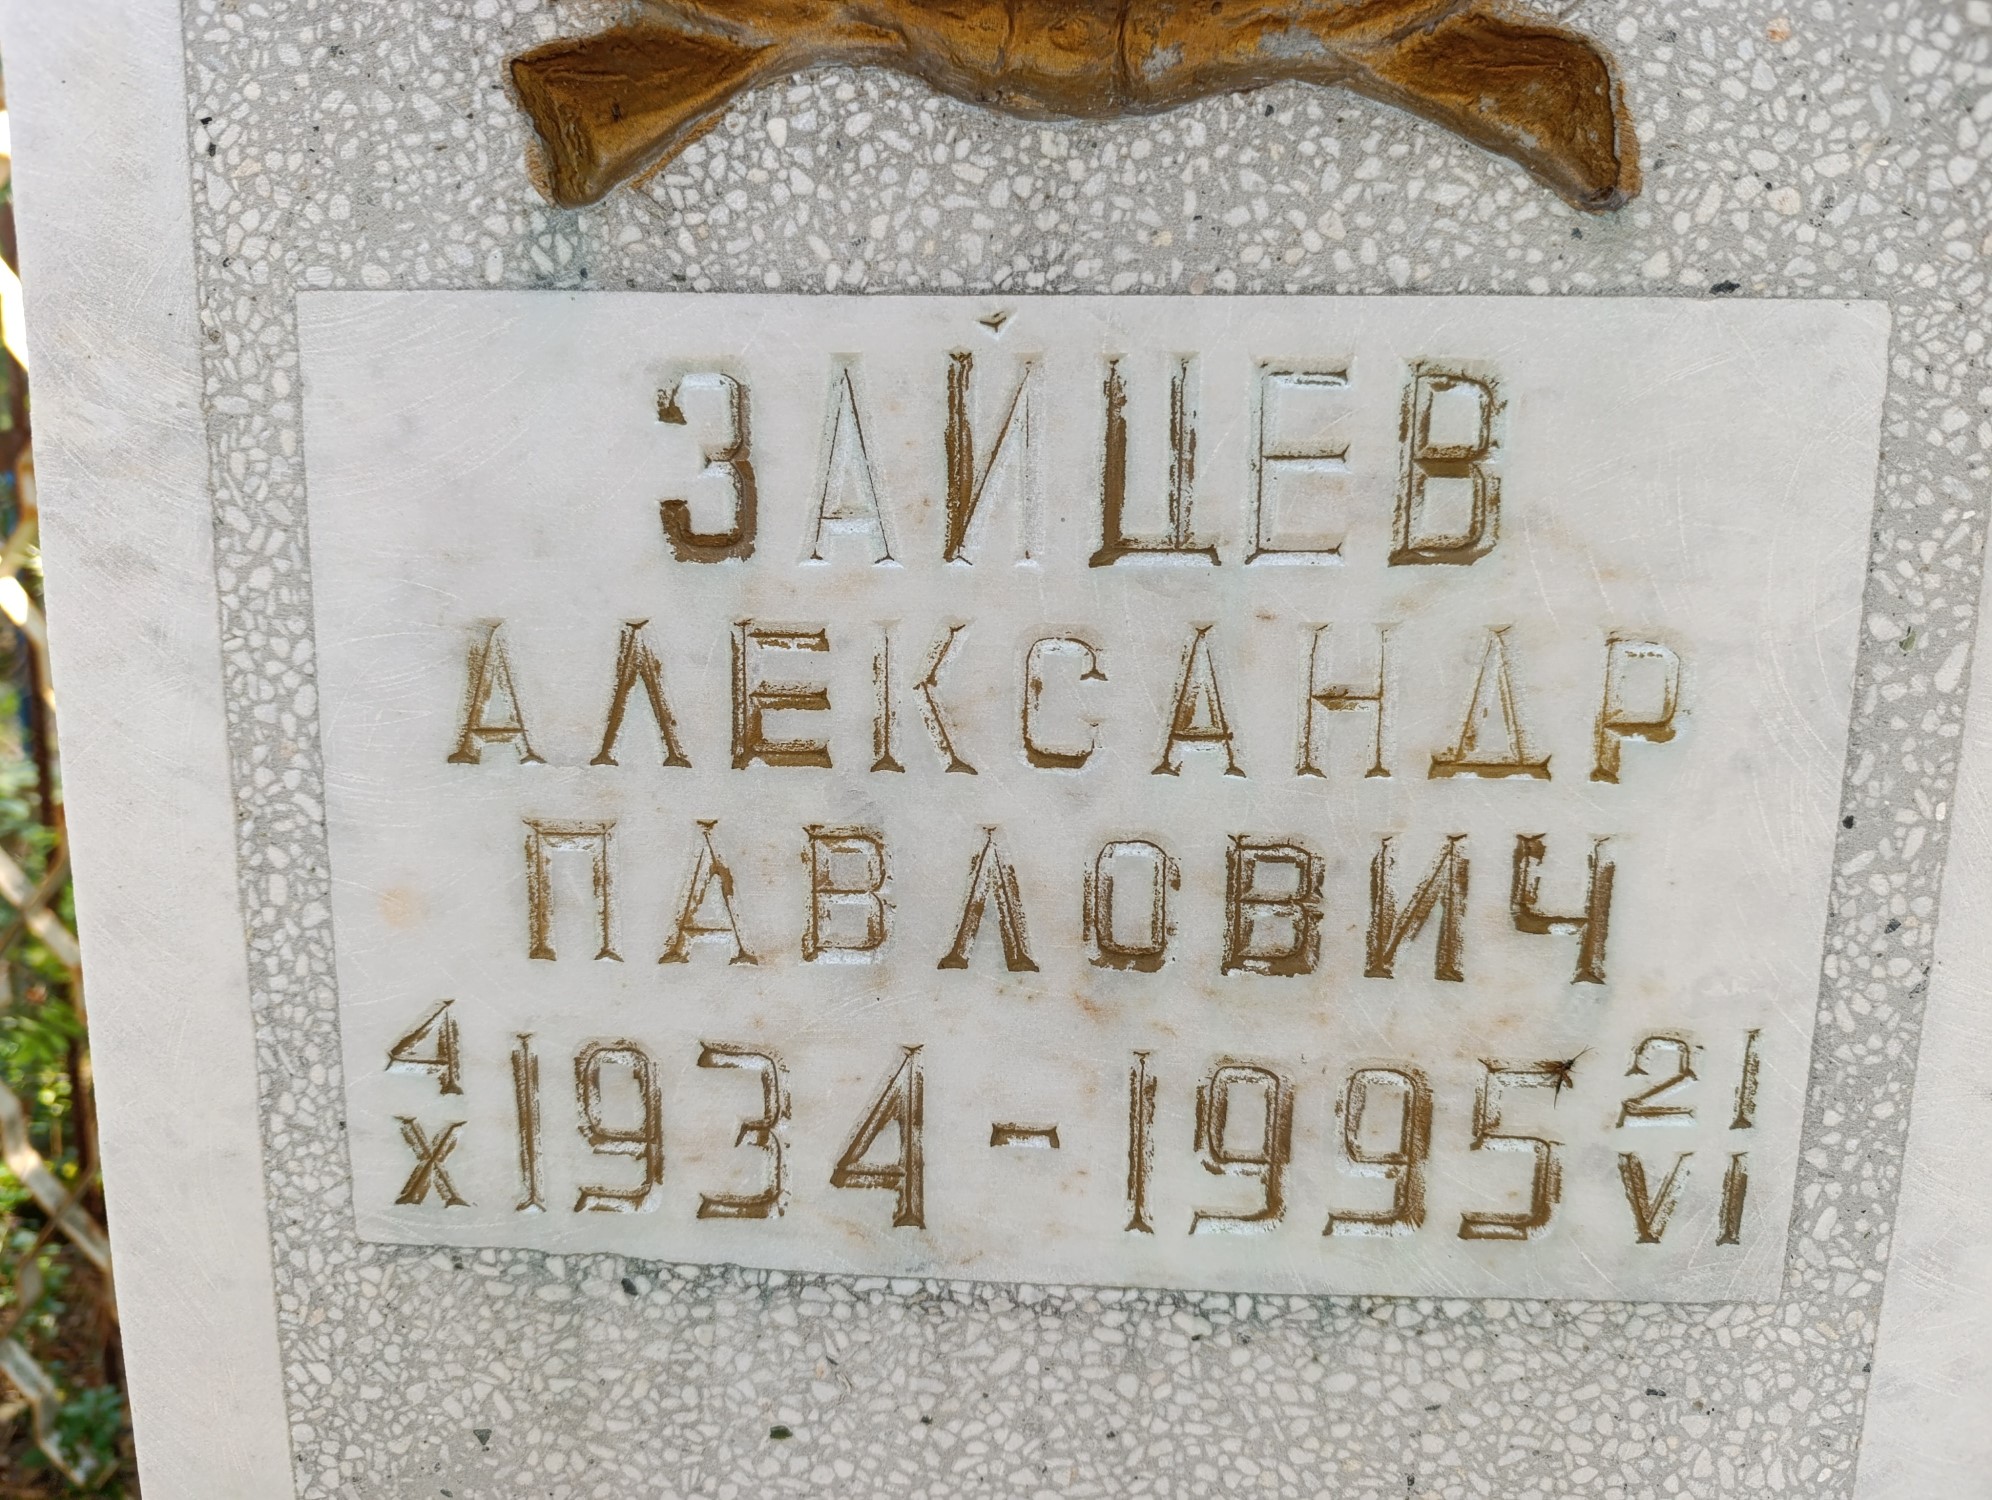 ЗАЙЦЕВ
АЛЕКСАНДР
ПАВЛОВИЧ
4/X 1934 - 1995 21/VI